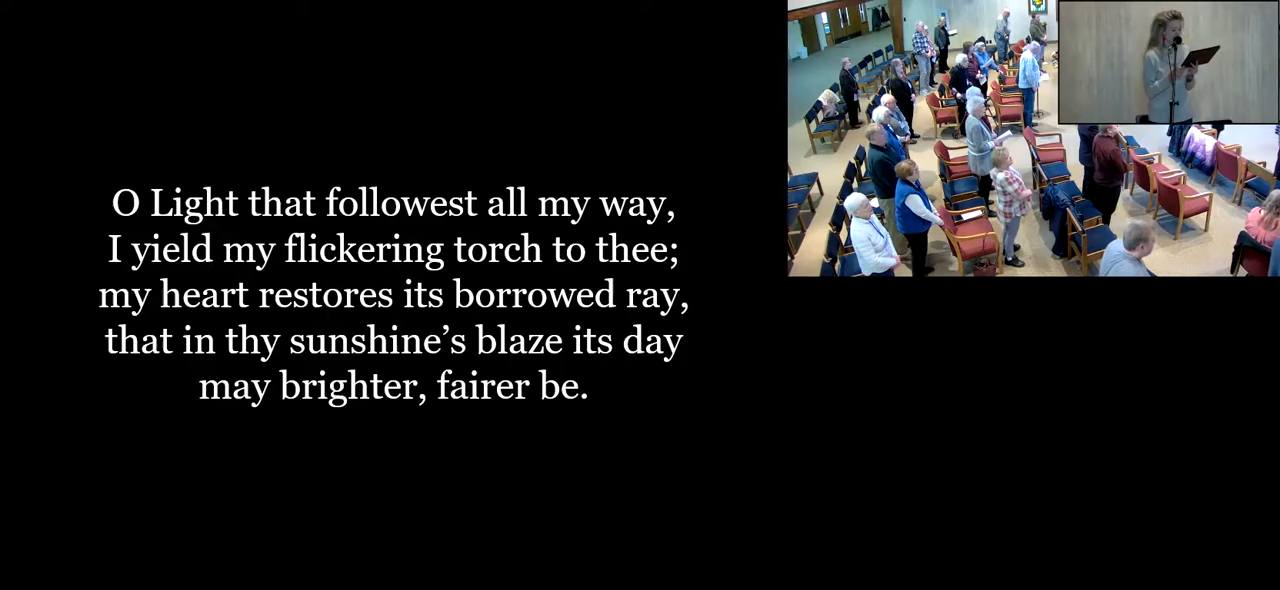 O Light that followest all my way,
I yield my flickering torch to thee;
my heart restores its borrowed ray,
that in thy sunshine’s blaze its day
may brighter, fairer be.